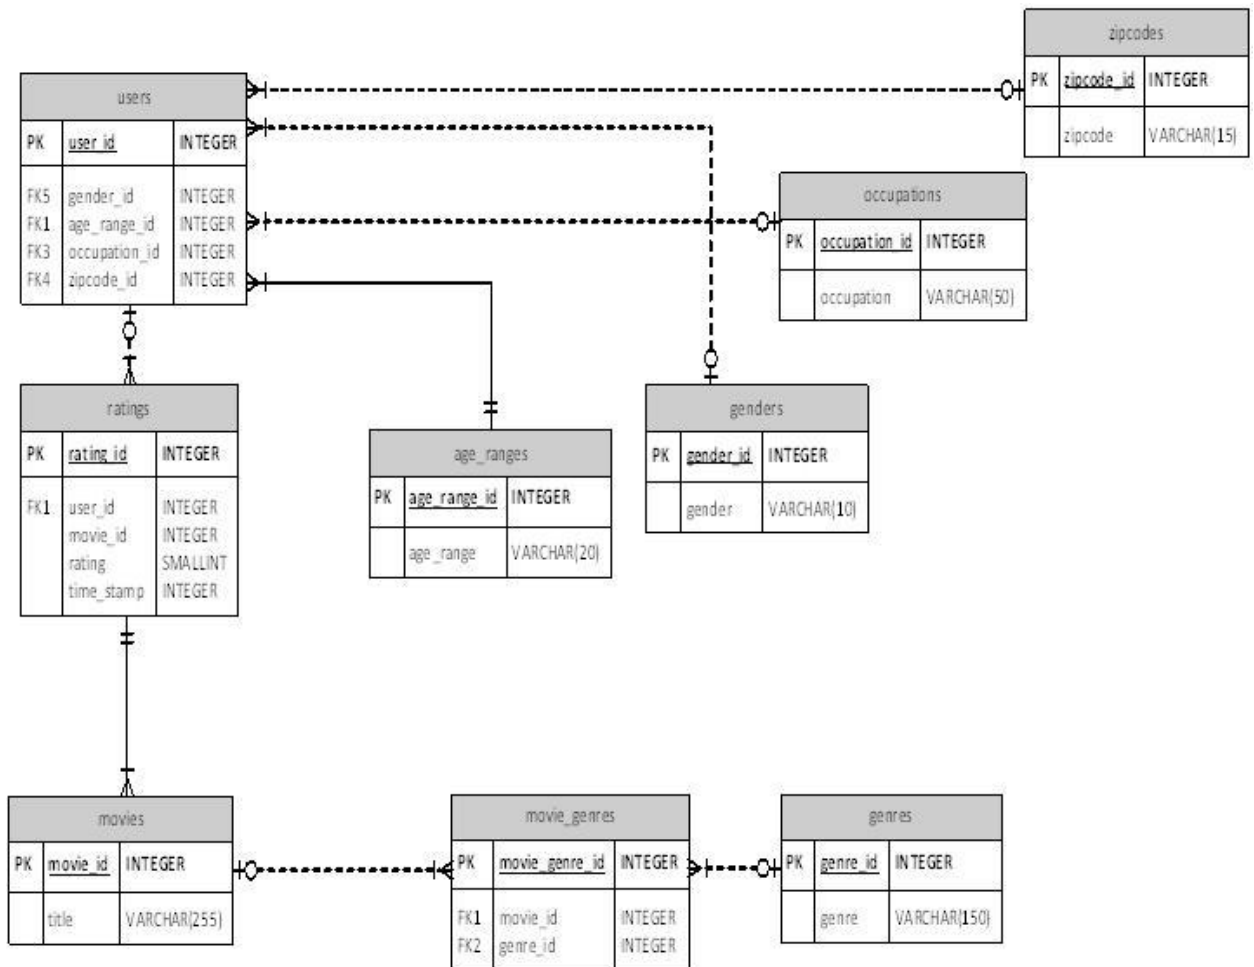 zipcodes
PK zipcode_id INTEGER
zipcode VARCHAR(15)
users
PK user_id INTEGER
FK5 gender_id INTEGER
FK1 age_range_id INTEGER
FK3 occupation_id INTEGER
FK4 zipcode_id INTEGER
occupations
PK occupation_id INTEGER
occupation VARCHAR(50)
ratings
PK rating_id INTEGER
FK1 user_id INTEGER
movie_id INTEGER
rating SMALLINT
time_stamp INTEGER
age_ranges
PK age_range_id INTEGER
age_range VARCHAR(20)
genders
PK gender_id INTEGER
gender VARCHAR(10)
movies
PK movie_id INTEGER
title VARCHAR(255)
movie_genres
PK movie_genre_id INTEGER
FK1 movie_id INTEGER
FK2 genre_id INTEGER
genres
PK genre_id INTEGER
genre VARCHAR(150)